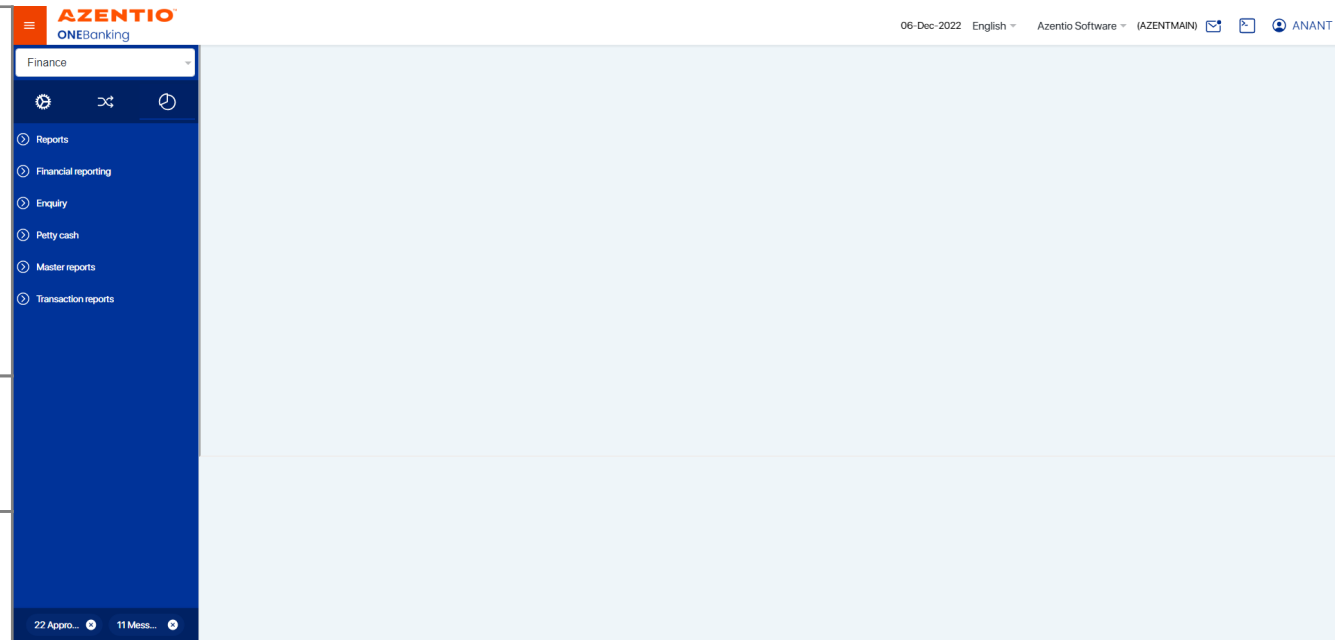 AZENTIO™
ONEBanking
06-Dec-2022 English Azentio Software (AZENTMAIN) ANANT
Finance
Reports
Financial reporting
Enquiry
Petty cash
Master reports
Transaction reports
22 Appro... 11 Mess...